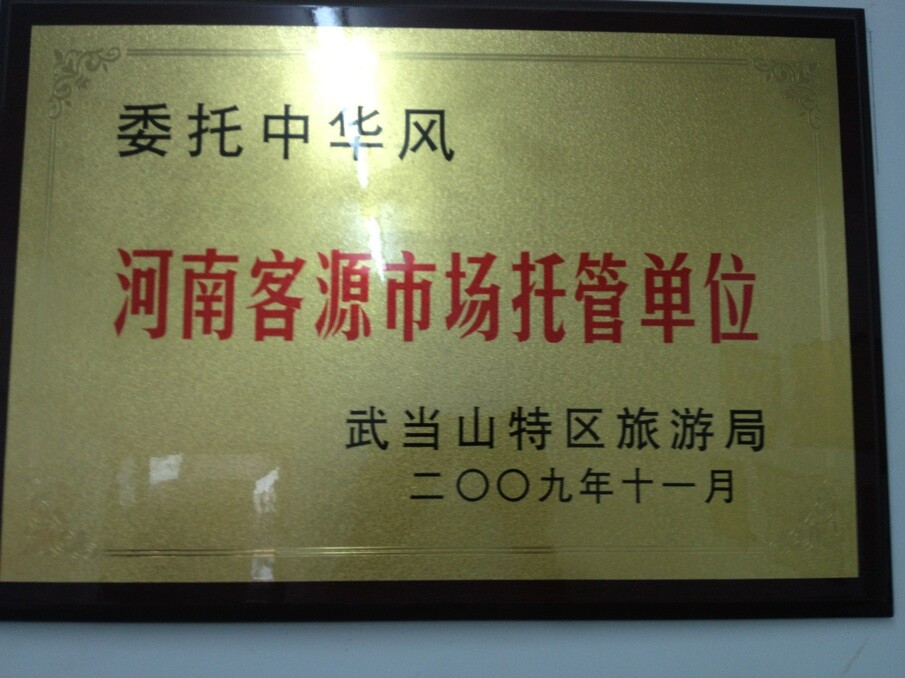 委托中华风
河南客源市场托管单位
武当山特区旅游局
二〇〇九年十一月